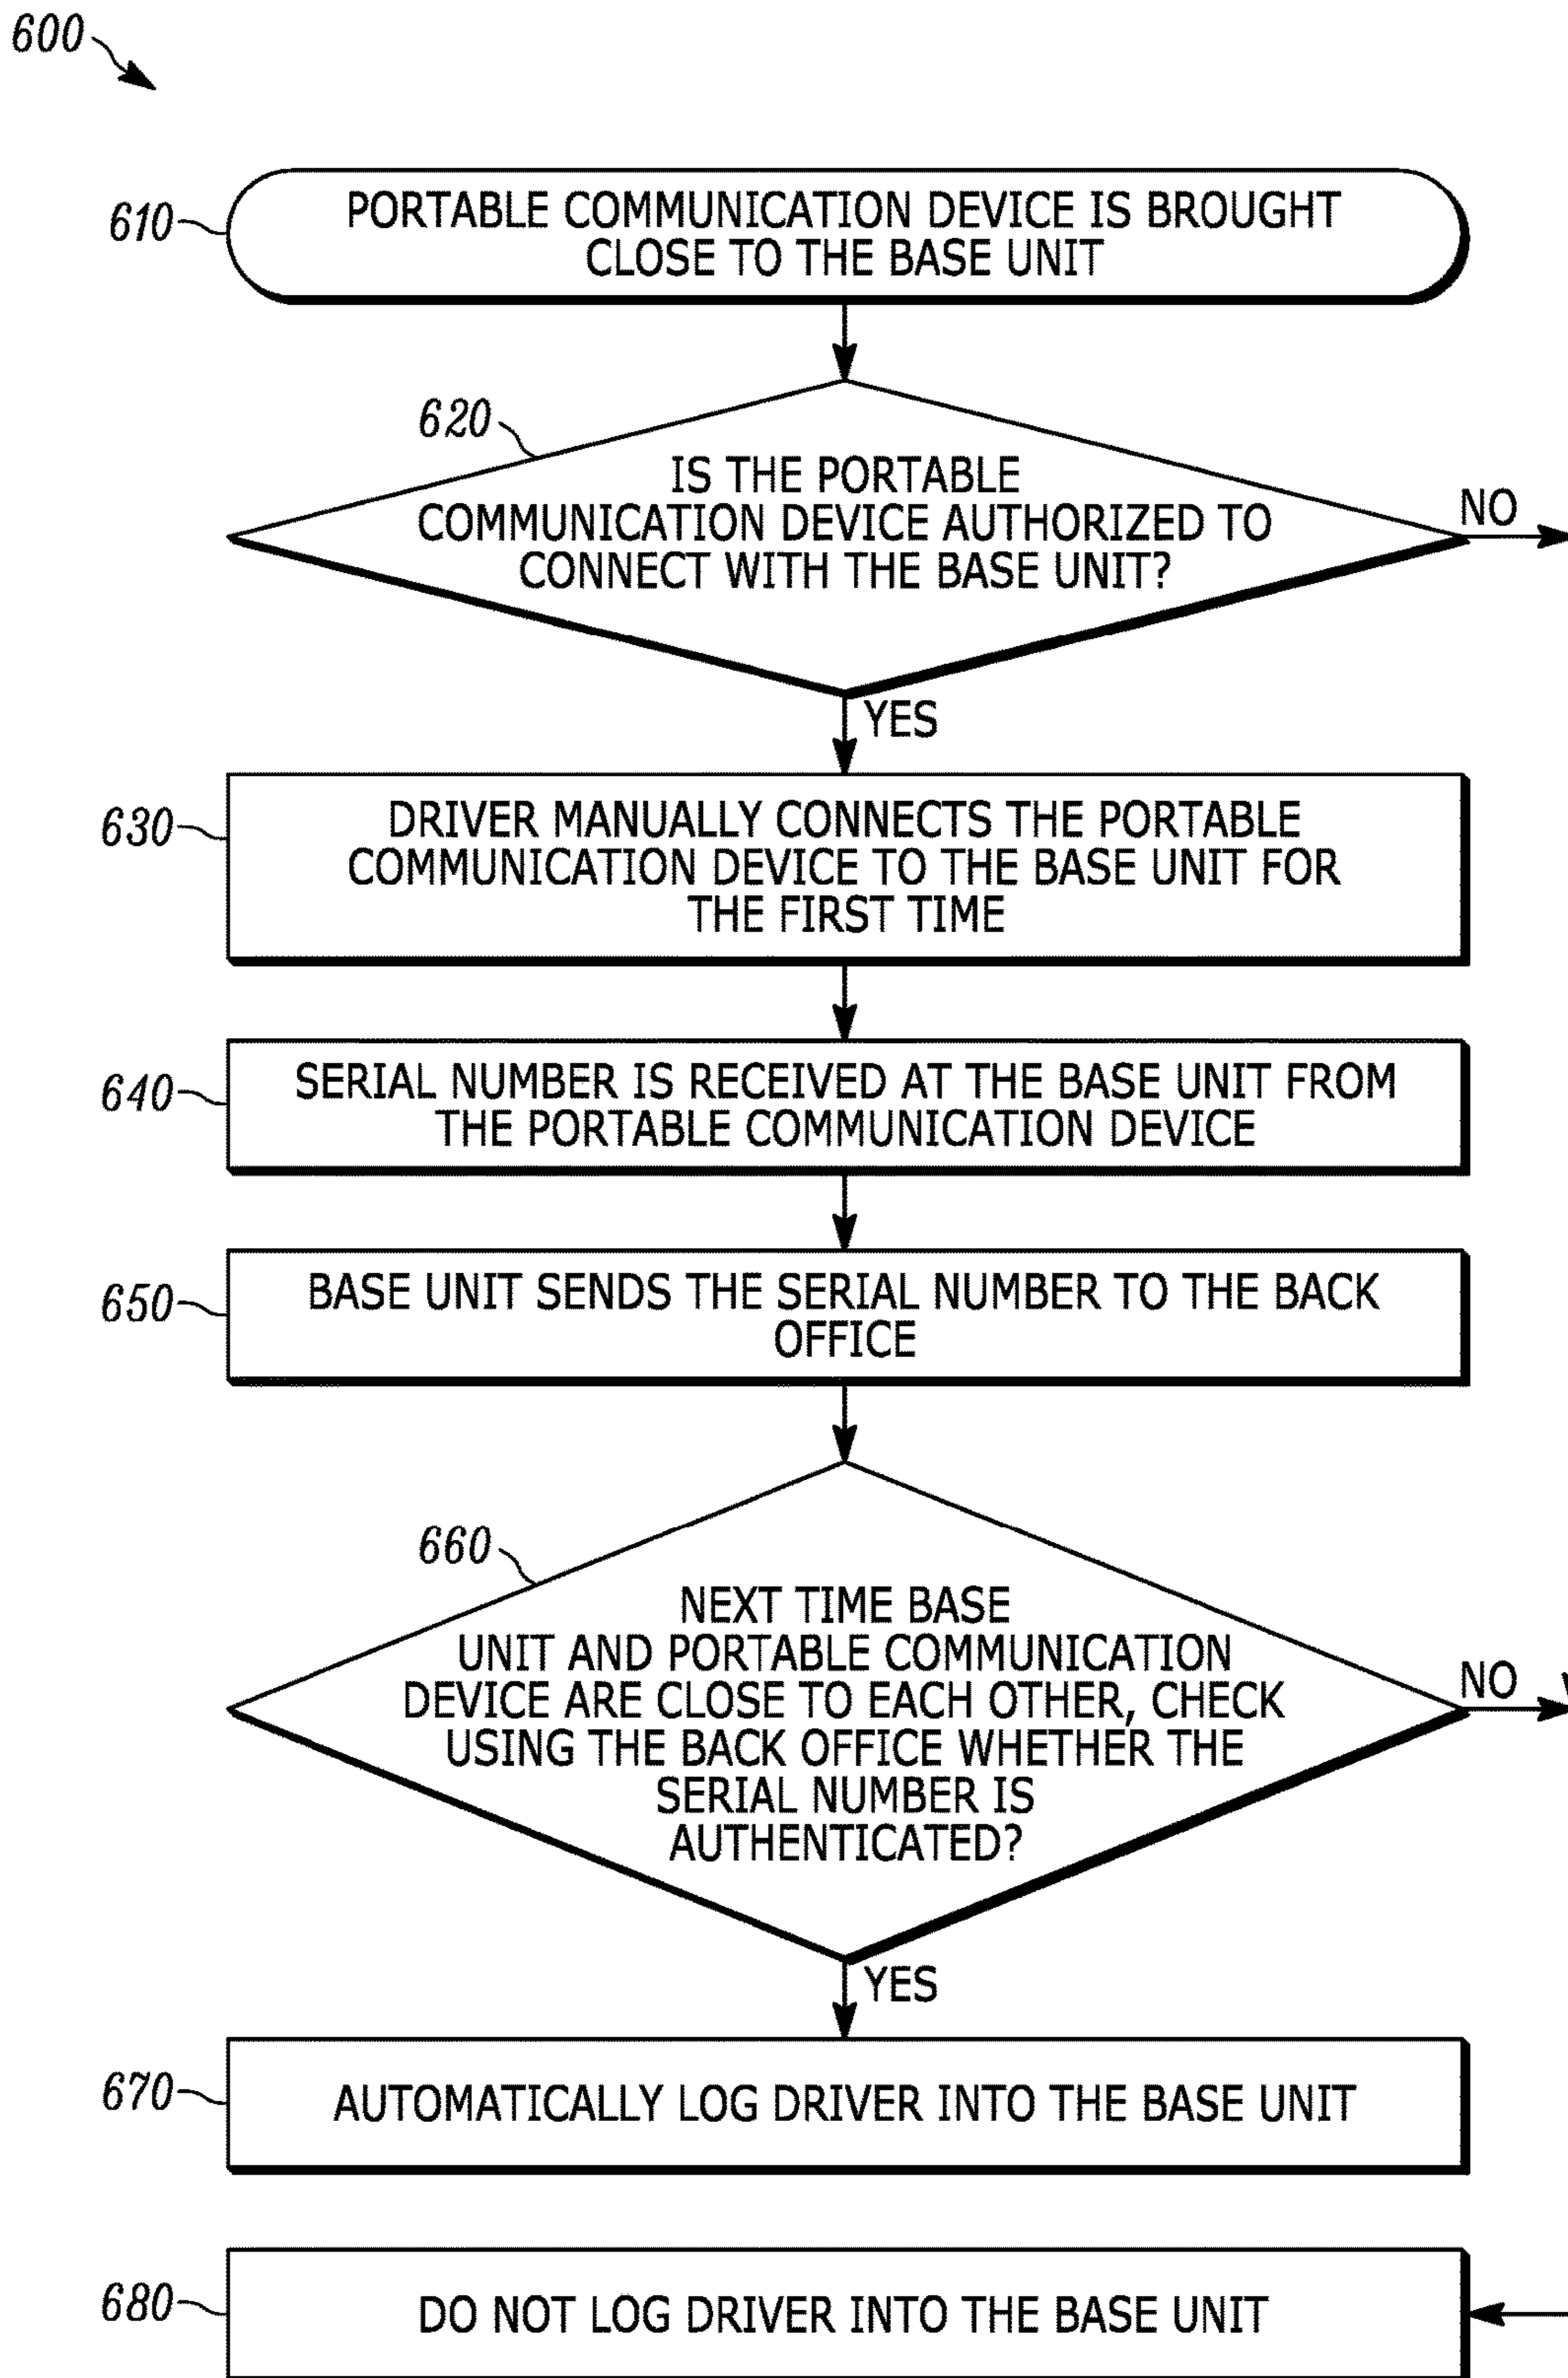 600
610
PORTABLE COMMUNICATION DEVICE IS BROUGHT
CLOSE TO THE BASE UNIT
620
IS THE PORTABLE
COMMUNICATION DEVICE AUTHORIZED TO
CONNECT WITH THE BASE UNIT?
NO
YES
630
DRIVER MANUALLY CONNECTS THE PORTABLE
COMMUNICATION DEVICE TO THE BASE UNIT FOR
THE FIRST TIME
640
SERIAL NUMBER IS RECEIVED AT THE BASE UNIT FROM
THE PORTABLE COMMUNICATION DEVICE
650
BASE UNIT SENDS THE SERIAL NUMBER TO THE BACK
OFFICE
660
NEXT TIME BASE
UNIT AND PORTABLE COMMUNICATION
DEVICE ARE CLOSE TO EACH OTHER, CHECK
USING THE BACK OFFICE WHETHER THE
SERIAL NUMBER IS
AUTHENTICATED?
NO
YES
670
AUTOMATICALLY LOG DRIVER INTO THE BASE UNIT
680
DO NOT LOG DRIVER INTO THE BASE UNIT